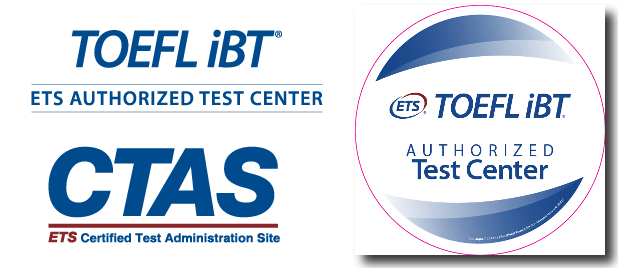 TOEFL iBT®
ETS AUTHORIZED TEST CENTER
CTAS
ETS Certified Test Administration Site
ETS® TOEFL iBT®
AUTHORIZED
Test Center